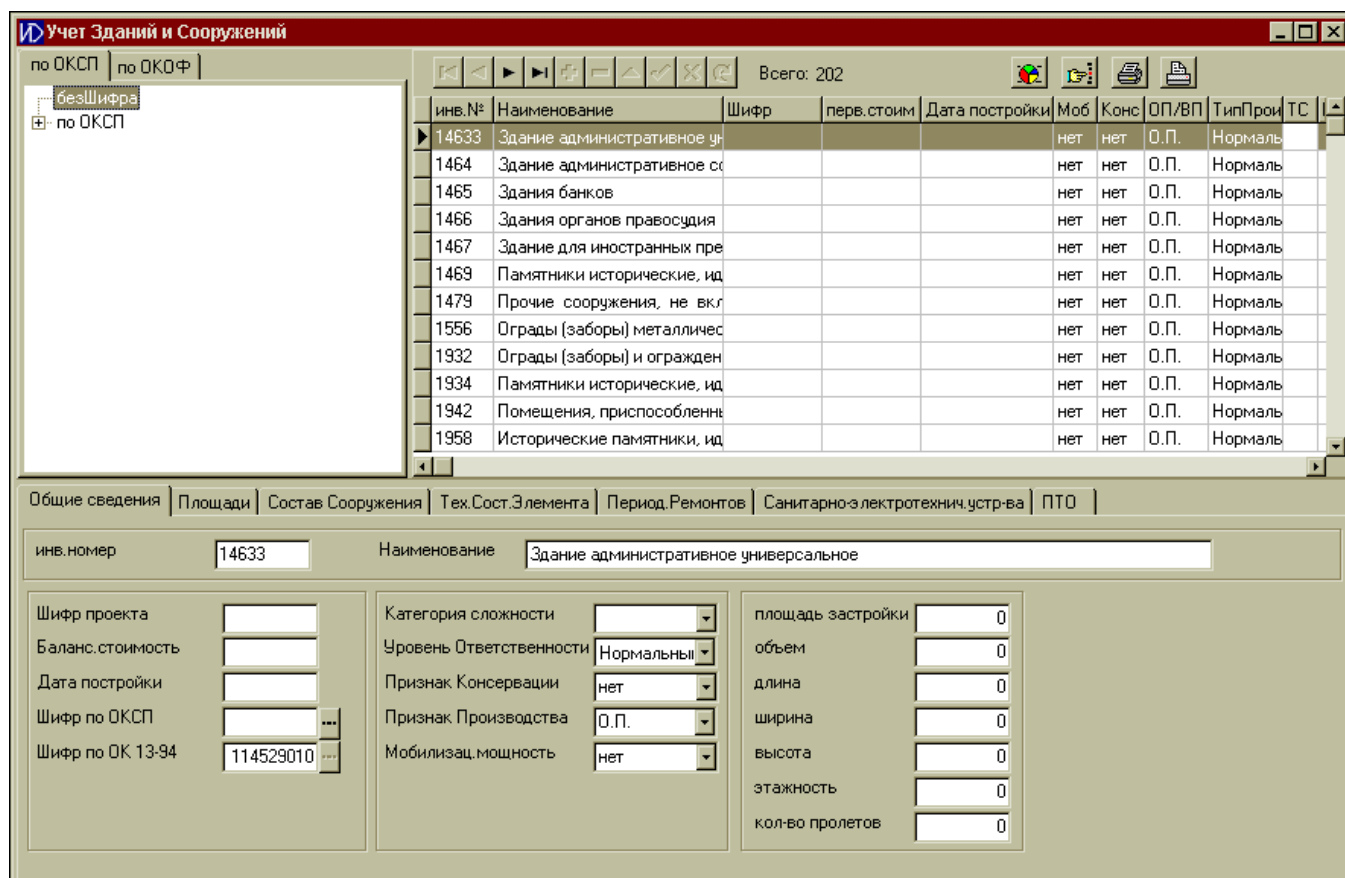 Учет Зданий и Сооружений
по ОКСП по ОКОФ
безШифра
по ОКСП
Всего: 202
инв.№ Наименование Шифр перв.стоим Дата постройки Моб Конс ОП/ВП ТипПрои ТС
14633 Здание административное ун нет нет О.П. Нормаль
1464 Здание административное со нет нет О.П. Нормаль
1465 Здания банков нет нет О.П. Нормаль
1466 Здания органов правосудия нет нет О.П. Нормаль
1467 Здание для иностранных пре нет нет О.П. Нормаль
1469 Памятники исторические, ид нет нет О.П. Нормаль
1479 Прочие сооружения, не вкл нет нет О.П. Нормаль
1556 Ограды (заборы) металличес нет нет О.П. Нормаль
1932 Ограды (заборы) и огражден нет нет О.П. Нормаль
1934 Памятники исторические, ид нет нет О.П. Нормаль
1942 Помещения, приспособленны нет нет О.П. Нормаль
1958 Исторические памятники, ид нет нет О.П. Нормаль
Общие сведения Площади Состав Сооружения Тех.Сост.Элемента Период.Ремонтов Санитарно-электротехнич.устр-ва ПТО
инв.номер 14633 Наименование Здание административное универсальное
Шифр проекта Категория сложности площадь застройки 0
Баланс.стоимость Уровень Ответственности Нормальный объем 0
Дата постройки Признак Консервации нет длина 0
Шифр по ОКСП ... Признак Производства О.П. ширина 0
Шифр по ОК 13-94 114529010 ... Мобилизац.мощность нет высота 0
этажность 0
кол-во пролетов 0